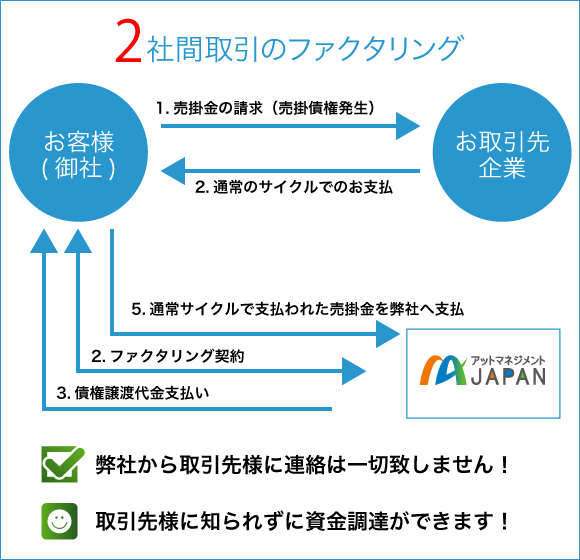 2社間取引のファクタリング
1.売掛金の請求（売掛債権発生）
お客様
(御社)
お取引先
企業
2.通常のサイクルでのお支払
5.通常サイクルで支払われた売掛金を弊社へ支払
2.ファクタリング契約
3.債権譲渡代金支払い
アットマネジメント
JAPAN
弊社から取引先様に連絡は一切致しません！
取引先様に知られずに資金調達ができます！